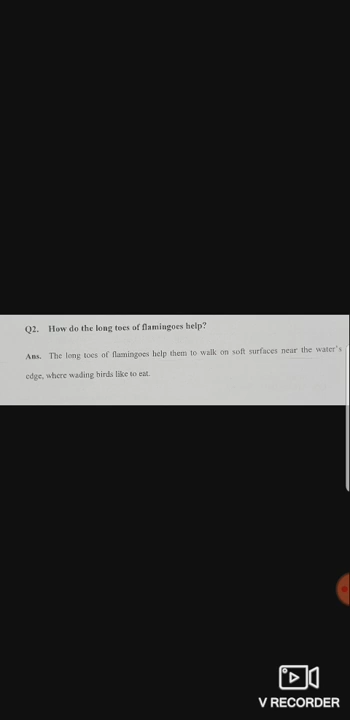 Q2. How do the long toes of flamingoes help?
Ans. The long toes of flamingoes help them to walk on soft surfaces near the water's
edge, where wading birds like to eat.
V RECORDER